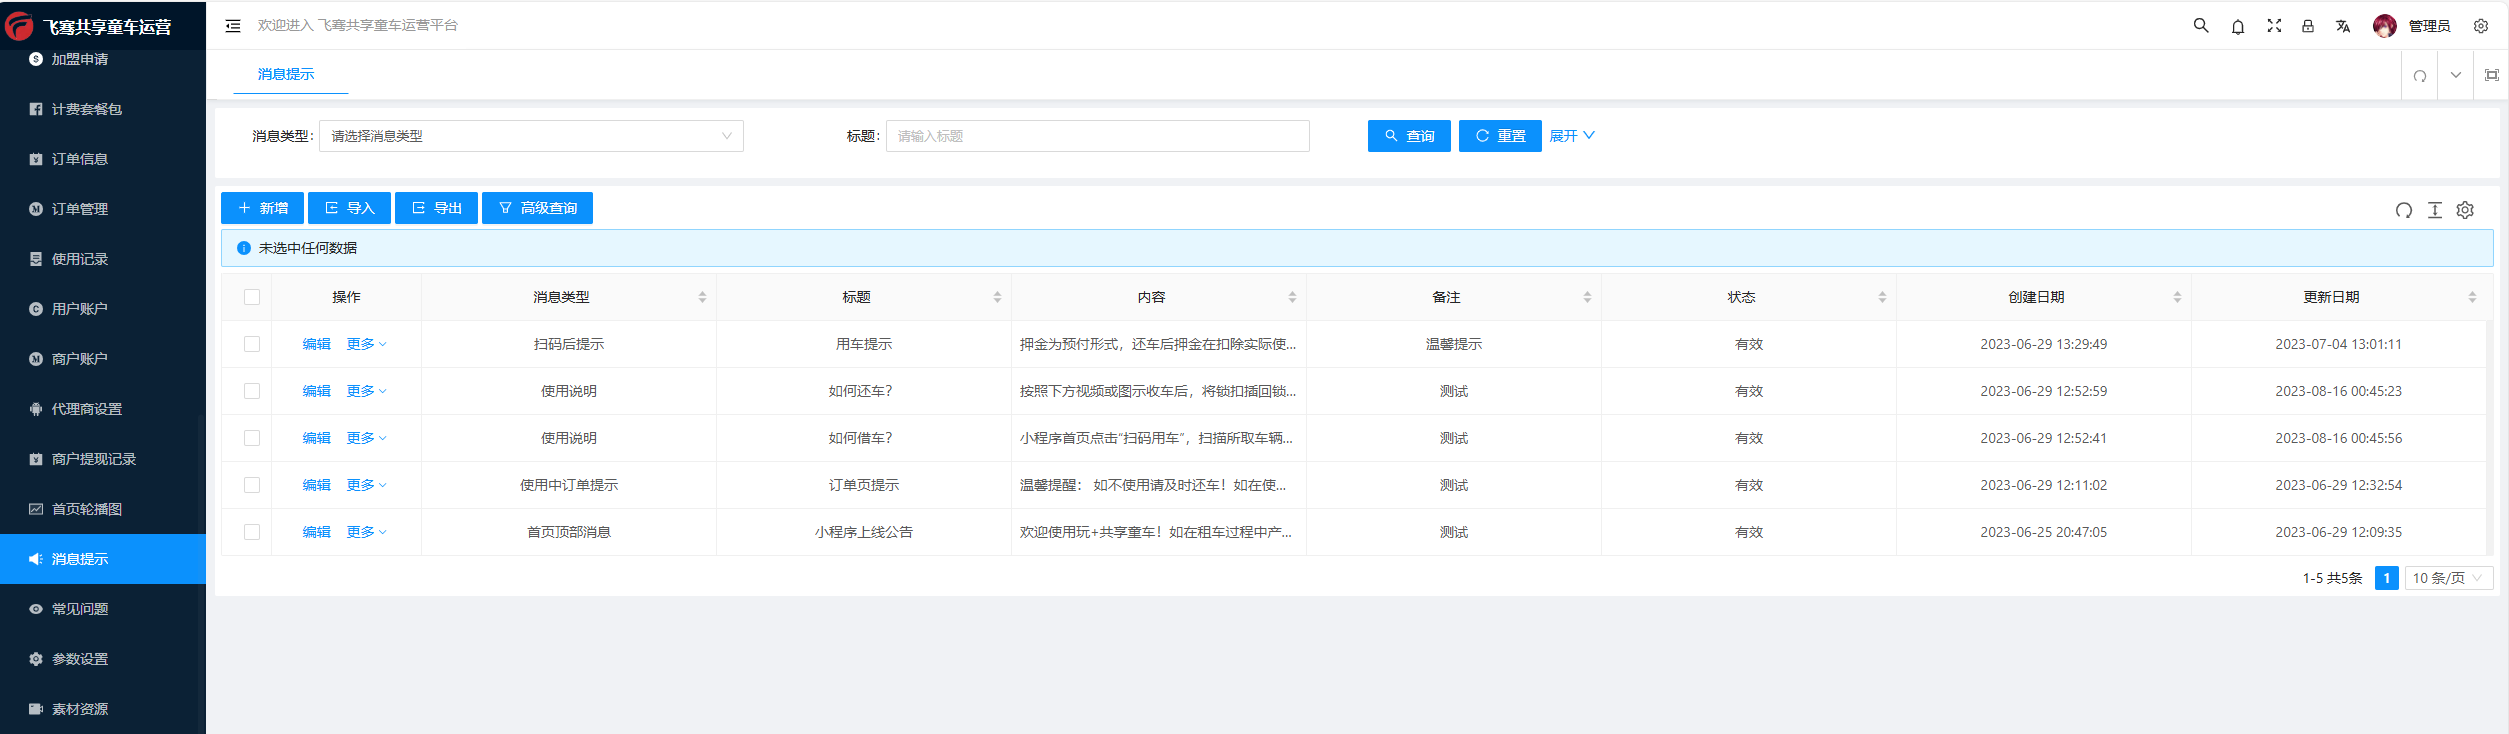 飞骞共享童车运营
欢迎进入 飞骞共享童车运营平台
管理员
加盟申请
计费套餐包
订单信息
订单管理
使用记录
用户账户
商户账户
代理商设置
商户提现记录
首页轮播图
消息提示
常见问题
参数设置
素材资源
消息提示
消息类型: 请选择消息类型 标题: 请输入标题 查询 重置 展开
新增 导入 导出 高级查询
未选中任何数据
操作 消息类型 标题 内容 备注 状态 创建日期 更新日期
编辑 更多 扫码后提示 用车提示 押金为预付形式，还车后押金在扣除实际使... 温馨提示 有效 2023-06-29 13:29:49 2023-07-04 13:01:11
编辑 更多 使用说明 如何还车？ 按照下方视频或图示收车后，将锁扣插回锁... 测试 有效 2023-06-29 12:52:59 2023-08-16 00:45:23
编辑 更多 使用说明 如何借车？ 小程序首页点击“扫码用车”，扫描所取车辆... 测试 有效 2023-06-29 12:52:41 2023-08-16 00:45:56
编辑 更多 使用中订单提示 订单页提示 温馨提醒： 如不使用请及时还车！如在使... 测试 有效 2023-06-29 12:11:02 2023-06-29 12:32:54
编辑 更多 首页顶部消息 小程序上线公告 欢迎使用玩+共享童车！如在租车过程中产... 测试 有效 2023-06-25 20:47:05 2023-06-29 12:09:35
1-5 共5条 1 10 条/页